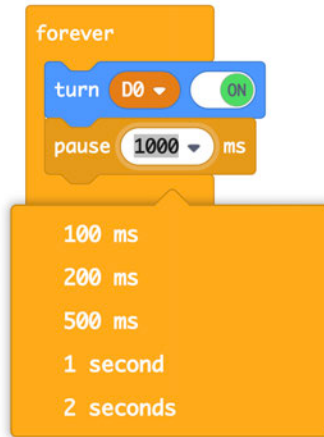 forever
turn D0 ON
pause 1000 ms
100 ms
200 ms
500 ms
1 second
2 seconds